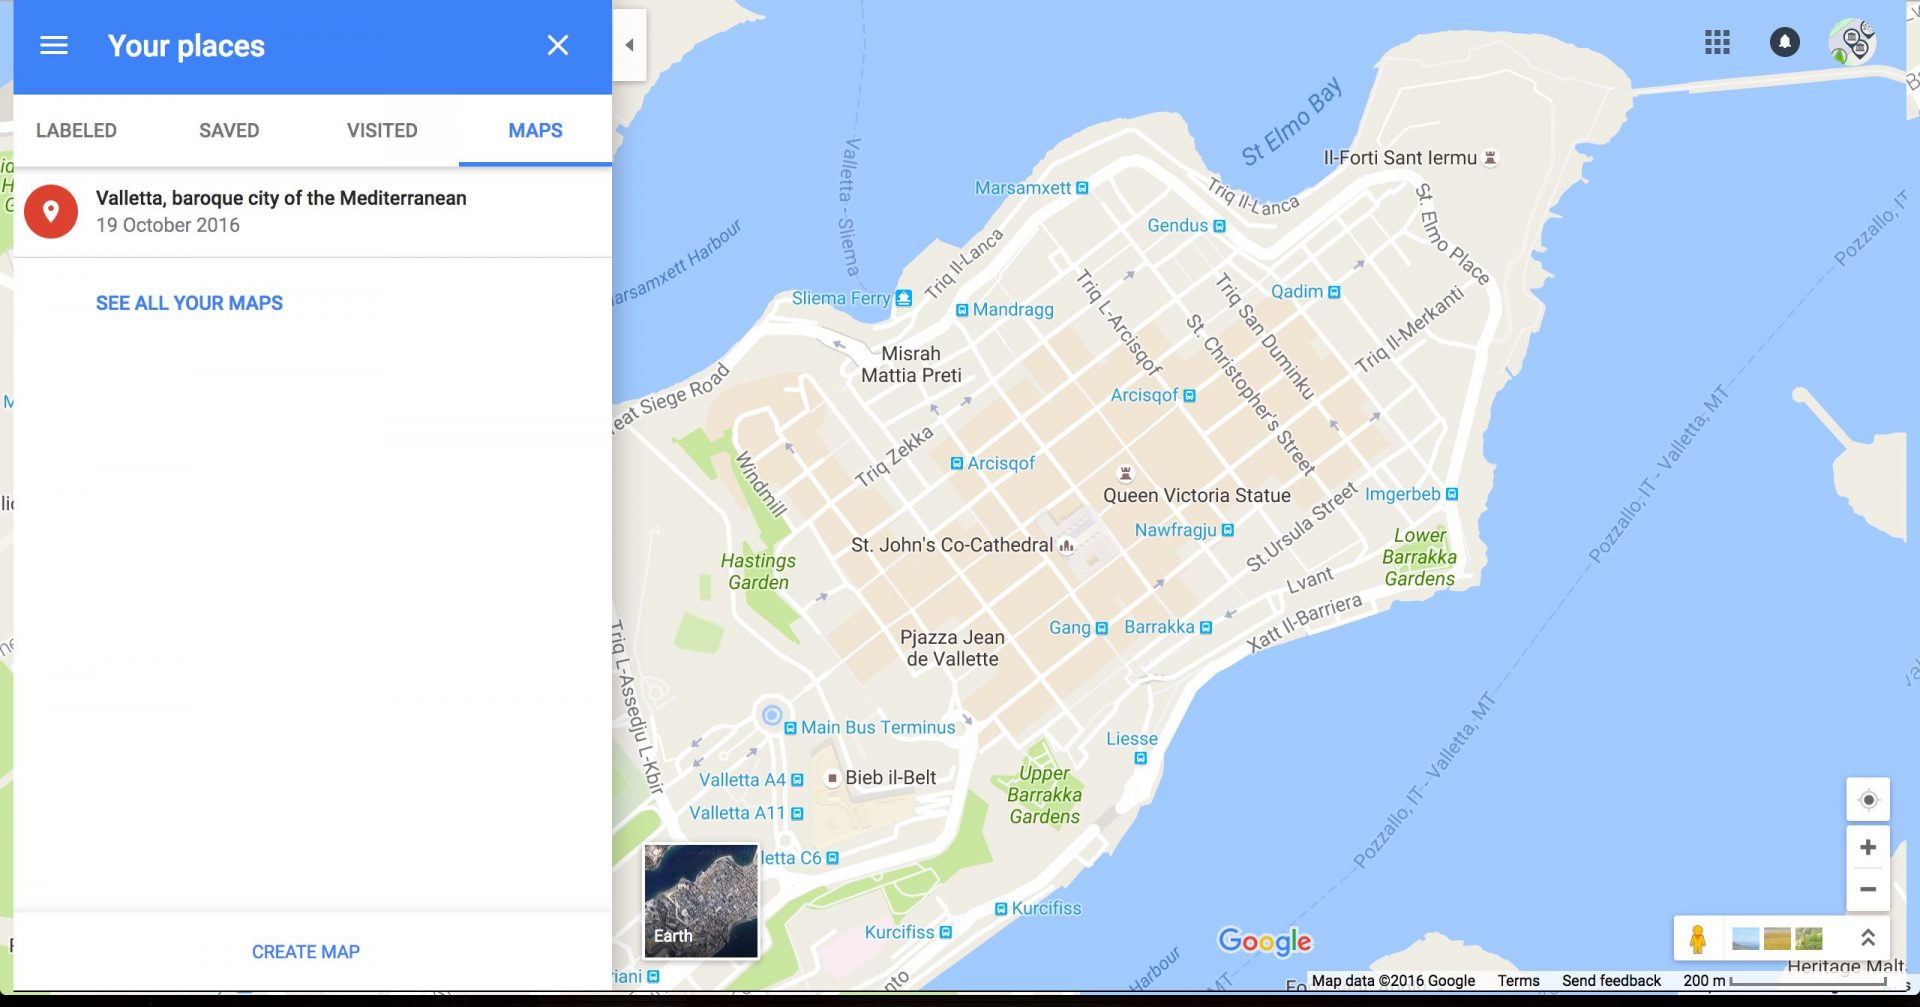 Your places
LABELED
SAVED
VISITED
MAPS
Valletta, baroque city of the Mediterranean
19 October 2016
SEE ALL YOUR MAPS
CREATE MAP
St Elmo Bay
Il-Forti Sant Iermu
Marsamxett
Triq Il-Lanca
Gendus
St. Elmo Place
Valletta - Sliema
Pozzallo, IT
Triq Il-Lanca
Qadim
Sliema Ferry
Mandragg
Triq L-Arcisqof
Triq San Duminku
St. Christopher's Street
Triq Il-Merkanti
Misrah
Mattia Preti
Arcisqof
Triq Zekka
Arcisqof
Windmill
Queen Victoria Statue
Imgerbeb
Nawfragju
St.Ursula Street
St. John's Co-Cathedral
Lower
Barrakka
Gardens
Hastings
Garden
Lvant
Xatt Il-Barriera
Gang
Barrakka
Pjazza Jean
de Vallette
Pozzallo, IT - Valletta, MT
Triq L-Assedju L-Kbir
Main Bus Terminus
Liesse
Valletta A4
Bieb il-Belt
Upper
Barrakka
Gardens
Valletta A11
Pozzallo, IT - Valletta, MT
letta C6
Earth
Kurcifiss
Kurcifiss
Google
Harbour
Heritage Malt
Map data ©2016 Google
Terms
Send feedback
200 m
Marsamxett Harbour
eat Siege Road